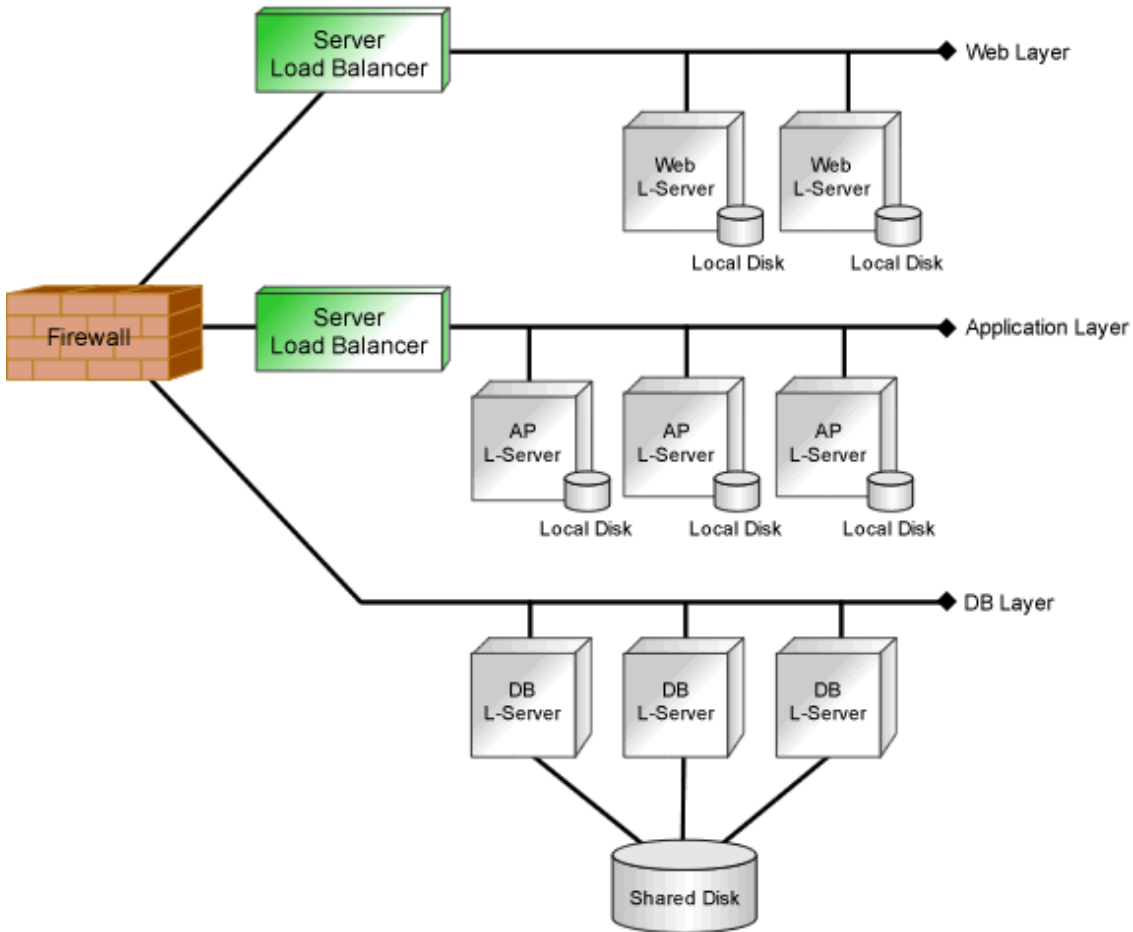 Server
Load Balancer
Web Layer
Web
L-Server
Web
L-Server
Local Disk
Local Disk
Firewall
Server
Load Balancer
Application Layer
AP
L-Server
AP
L-Server
AP
L-Server
Local Disk
Local Disk
Local Disk
DB Layer
DB
L-Server
DB
L-Server
DB
L-Server
Shared Disk